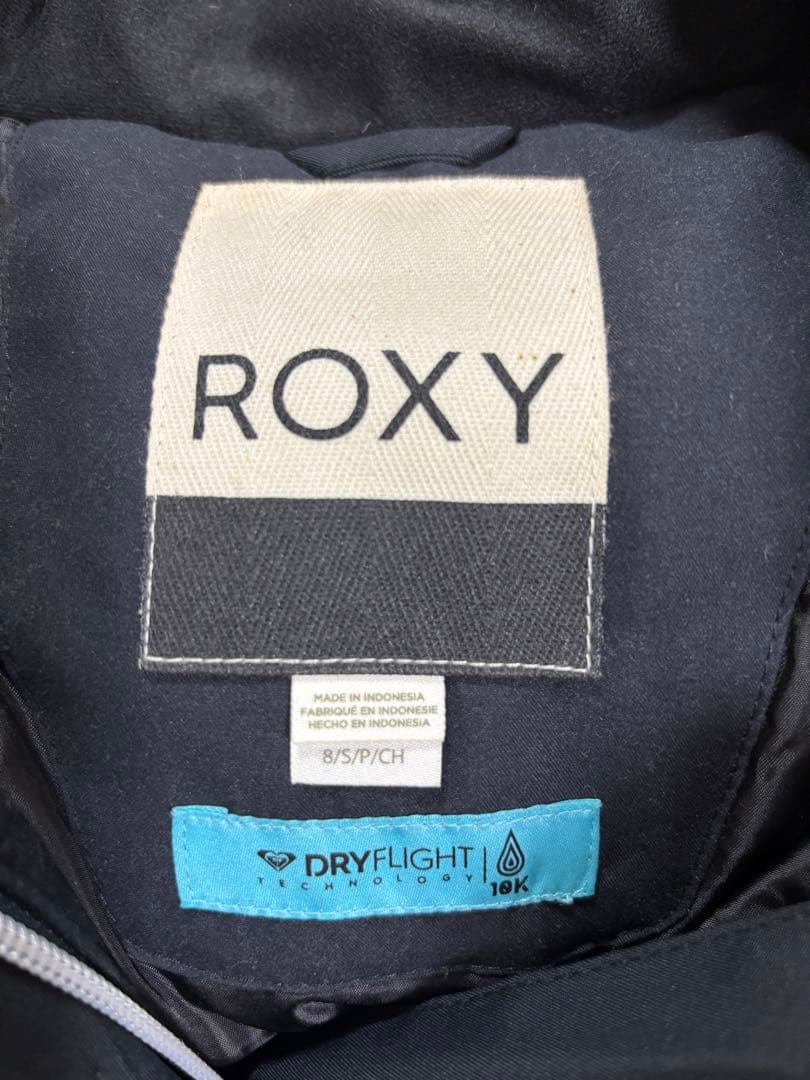 ROXY
MADE IN INDONESIA
FABRIQUÉ EN INDONESIE
HECHO EN INDONESIA
8/S/P/CH
DRYFLIGHT
TECHNOLOGY
10K